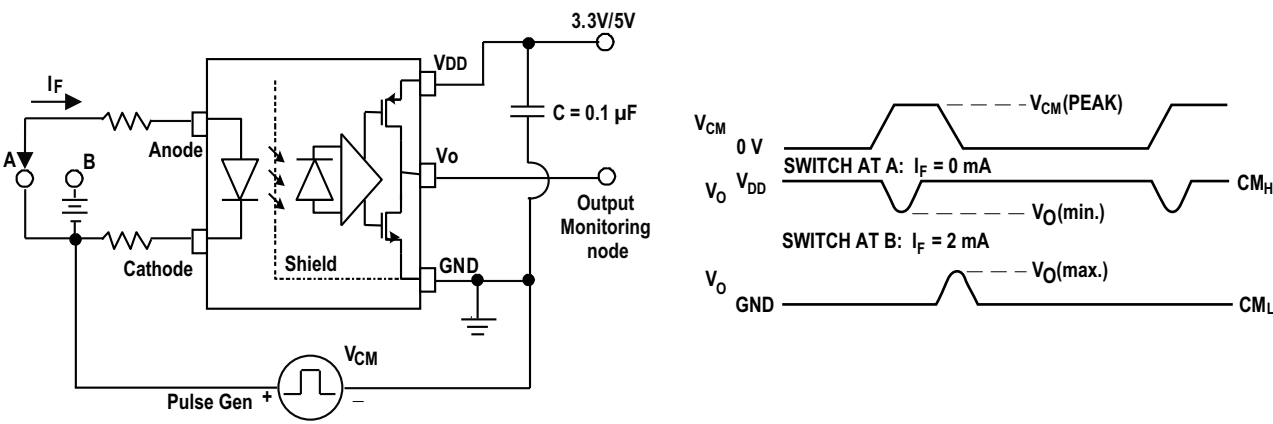 3.3V/5V
VDD
IF
C = 0.1 µF
A
B
Anode
Vo
Output
Monitoring
node
Shield
GND
Cathode
VCM
Pulse Gen + –
VCM(PEAK)
VCM
0 V
SWITCH AT A: IF = 0 mA
VO VDD CMH
VO(min.)
SWITCH AT B: IF = 2 mA
VO(max.)
VO
GND CML